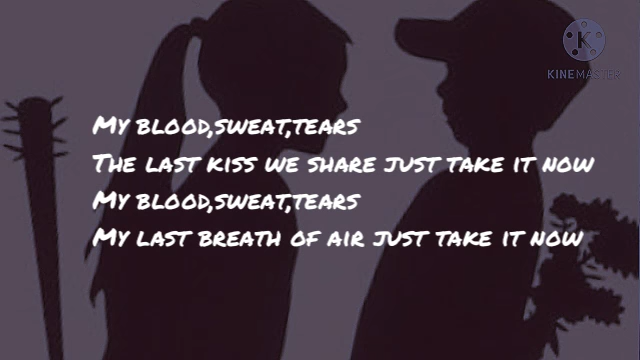 K
KINEMASTER
My blood,sweat,tears
The last kiss we share just take it now
My blood,sweat,tears
My last breath of air just take it now